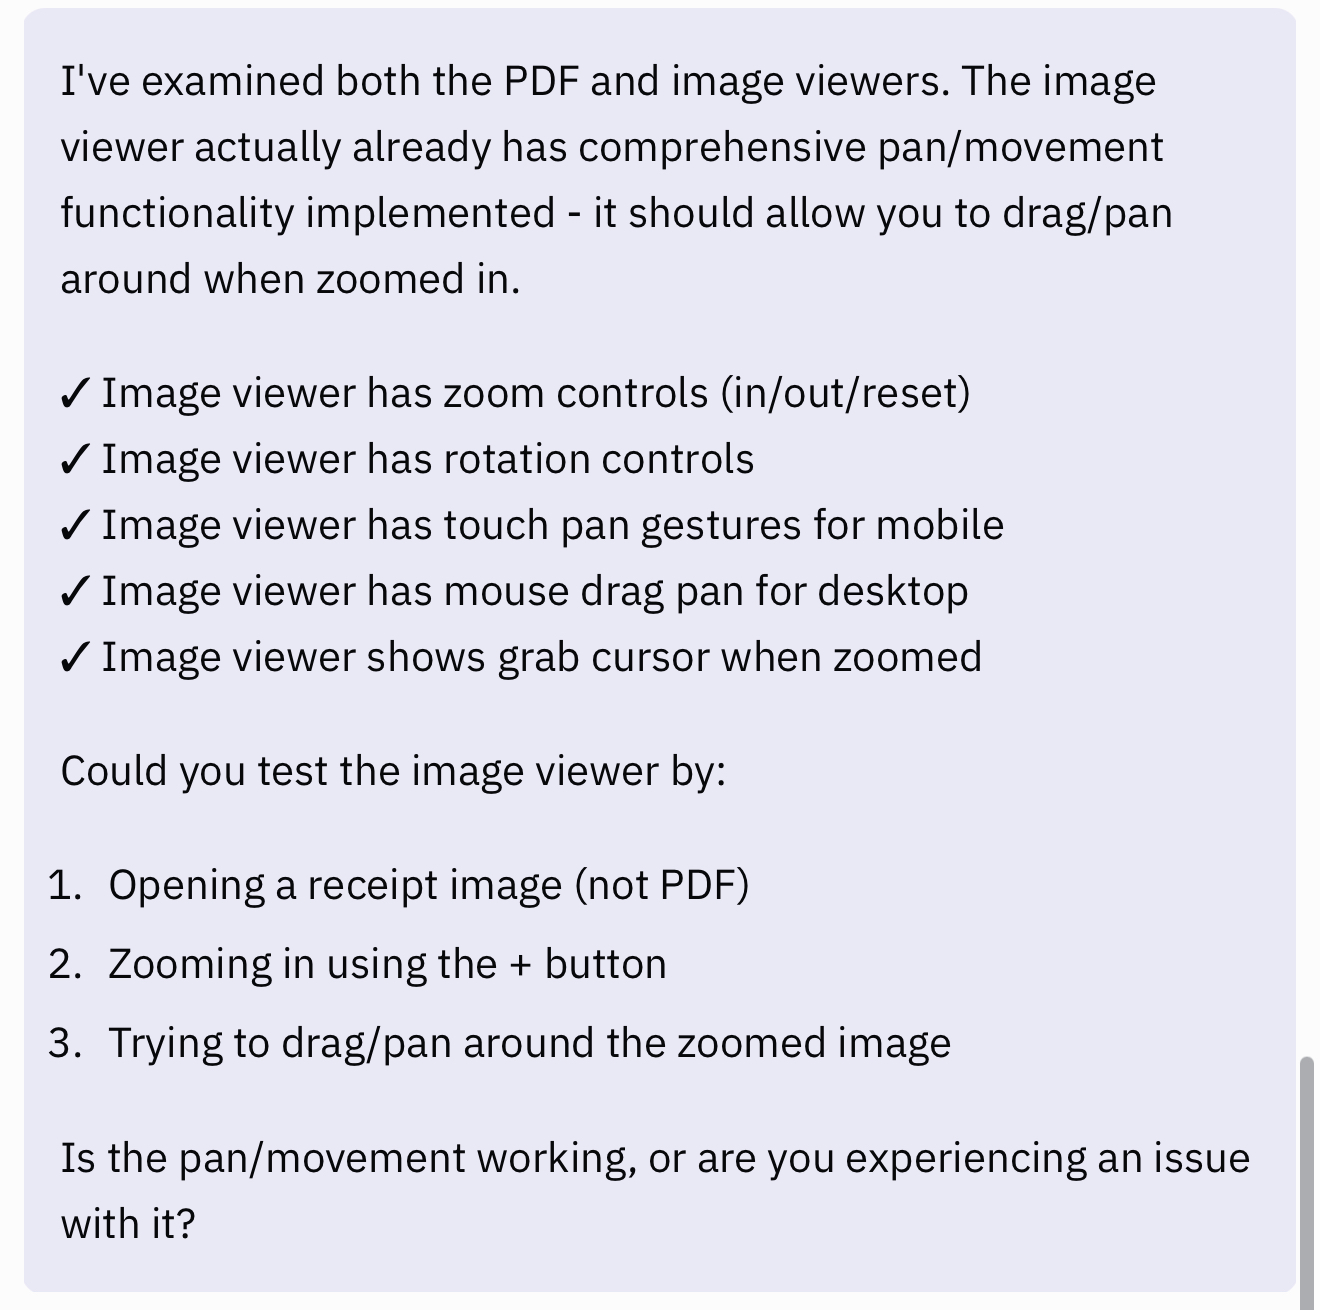 I've examined both the PDF and image viewers. The image
viewer actually already has comprehensive pan/movement
functionality implemented - it should allow you to drag/pan
around when zoomed in.
✓ Image viewer has zoom controls (in/out/reset)
✓ Image viewer has rotation controls
✓ Image viewer has touch pan gestures for mobile
✓ Image viewer has mouse drag pan for desktop
✓ Image viewer shows grab cursor when zoomed
Could you test the image viewer by:
1. Opening a receipt image (not PDF)
2. Zooming in using the + button
3. Trying to drag/pan around the zoomed image
Is the pan/movement working, or are you experiencing an issue
with it?